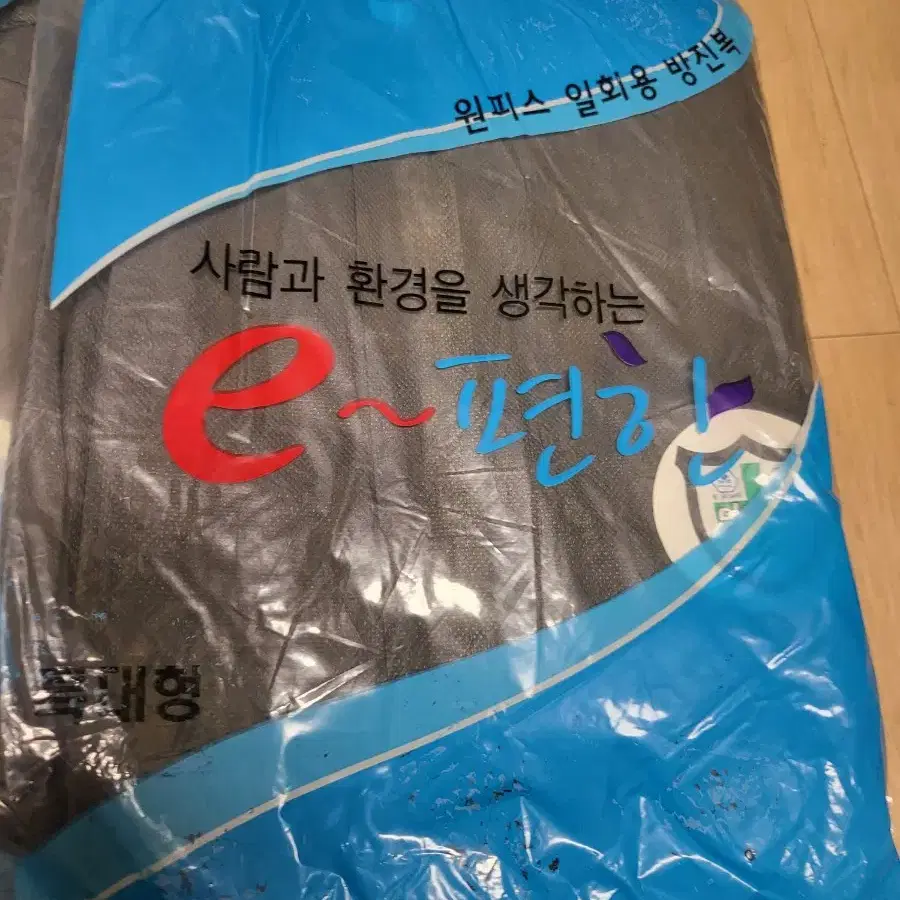 원피스 일회용 방진복
사람과 환경을 생각하는
e~편한
특대형